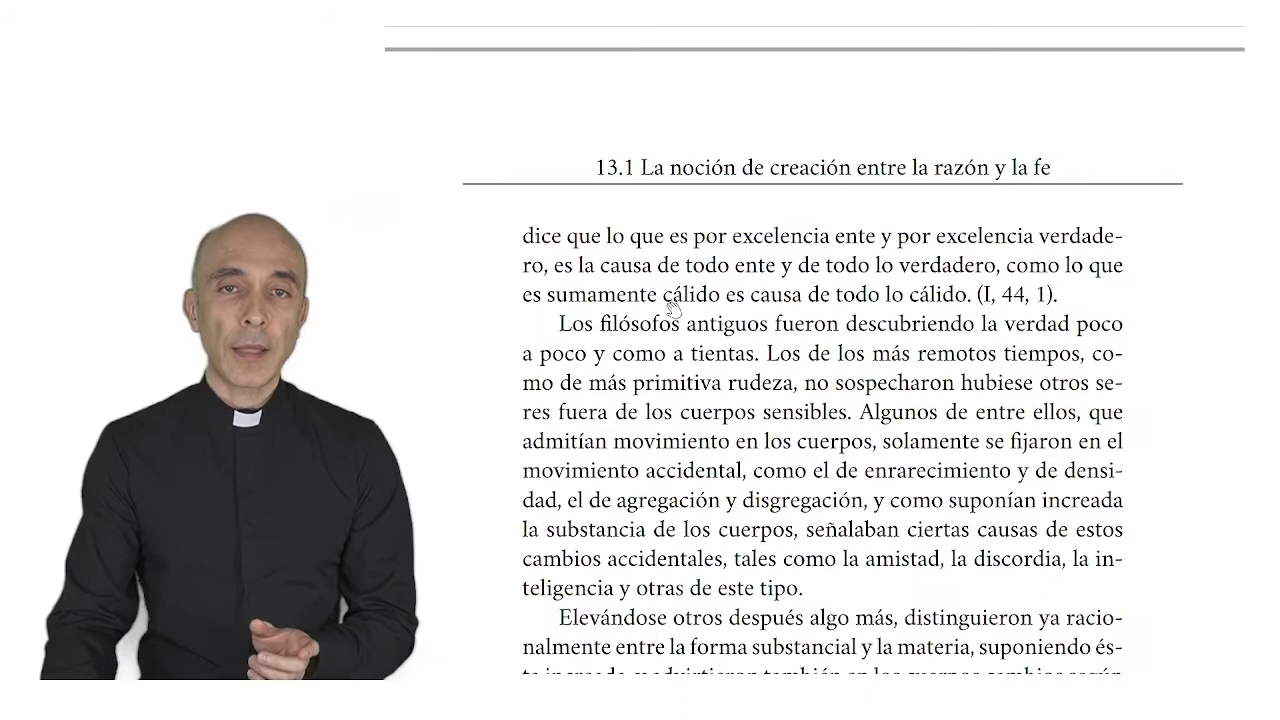 13.1 La noción de creación entre la razón y la fe
dice que lo que es por excelencia ente y por excelencia verdade-
ro, es la causa de todo ente y de todo lo verdadero, como lo que
es sumamente cálido es causa de todo lo cálido. (I, 44, 1).
Los filósofos antiguos fueron descubriendo la verdad poco
a poco y como a tientas. Los de los más remotos tiempos, co-
mo de más primitiva rudeza, no sospecharon hubiese otros se-
res fuera de los cuerpos sensibles. Algunos de entre ellos, que
admitían movimiento en los cuerpos, solamente se fijaron en el
movimiento accidental, como el de enrarecimiento y de densi-
dad, el de agregación y disgregación, y como suponían increada
la substancia de los cuerpos, señalaban ciertas causas de estos
cambios accidentales, tales como la amistad, la discordia, la in-
teligencia y otras de este tipo.
Elevándose otros después algo más, distinguieron ya racio-
nalmente entre la forma substancial y la materia, suponiendo és-